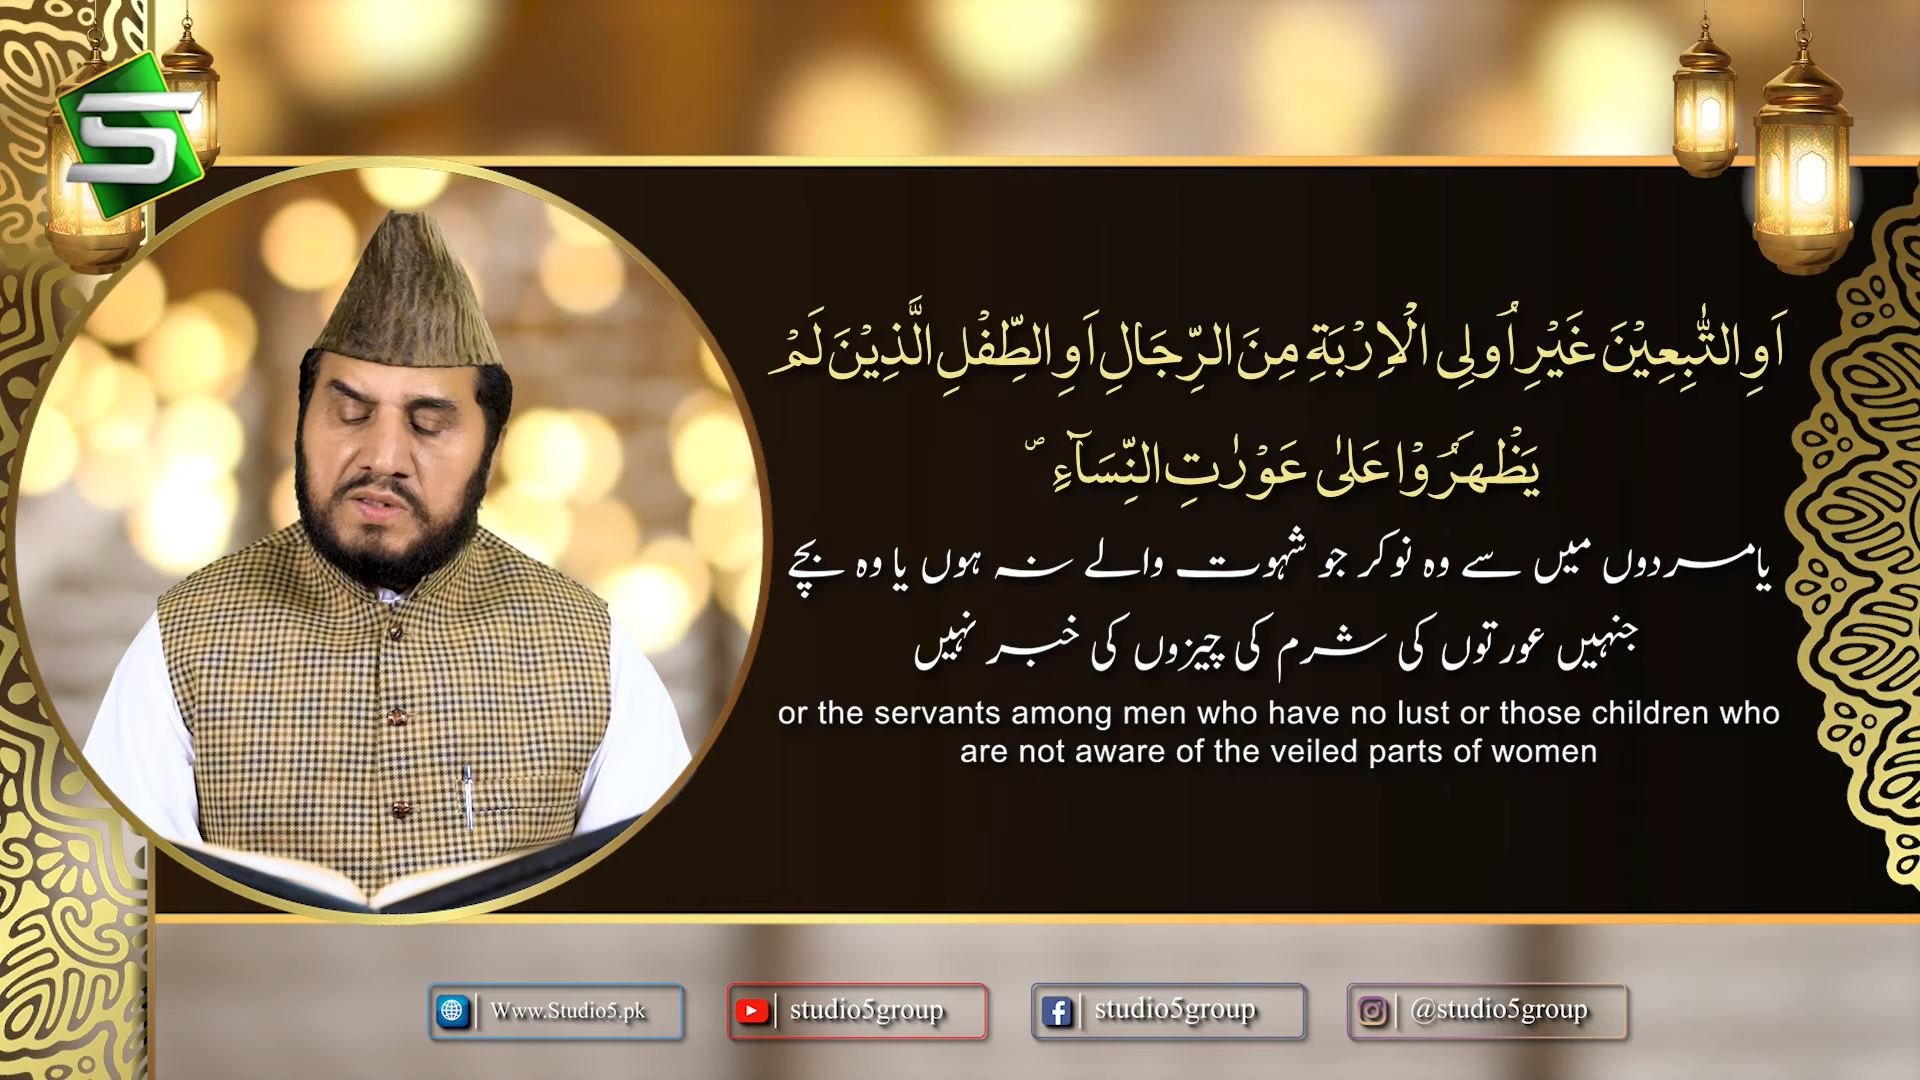 اَوِ التّٰبِعِيْنَ غَيْرِ اُولِى الْاِرْبَةِ مِنَ الرِّجَالِ اَوِ الطِّفْلِ الَّذِيْنَ لَمْ
يَظْهَرُوْا عَلٰى عَوْرٰتِ النِّسَآءِ ۪
یا مردوں میں سے وہ نوکر جو شہوت والے نہ ہوں یا وہ بچے
جنہیں عورتوں کی شرم کی چیزوں کی خبر نہیں
or the servants among men who have no lust or those children who
are not aware of the veiled parts of women
5
Www.Studio5.pk
studio5group
studio5group
@studio5group